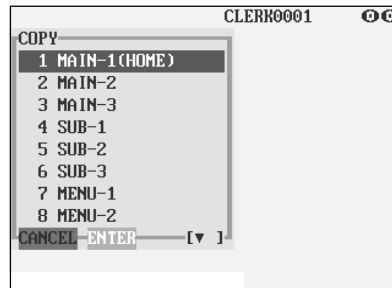 CLERK0001
COPY
1 MAIN-1(HOME)
2 MAIN-2
3 MAIN-3
4 SUB-1
5 SUB-2
6 SUB-3
7 MENU-1
8 MENU-2
CANCEL ENTER [▼ ]